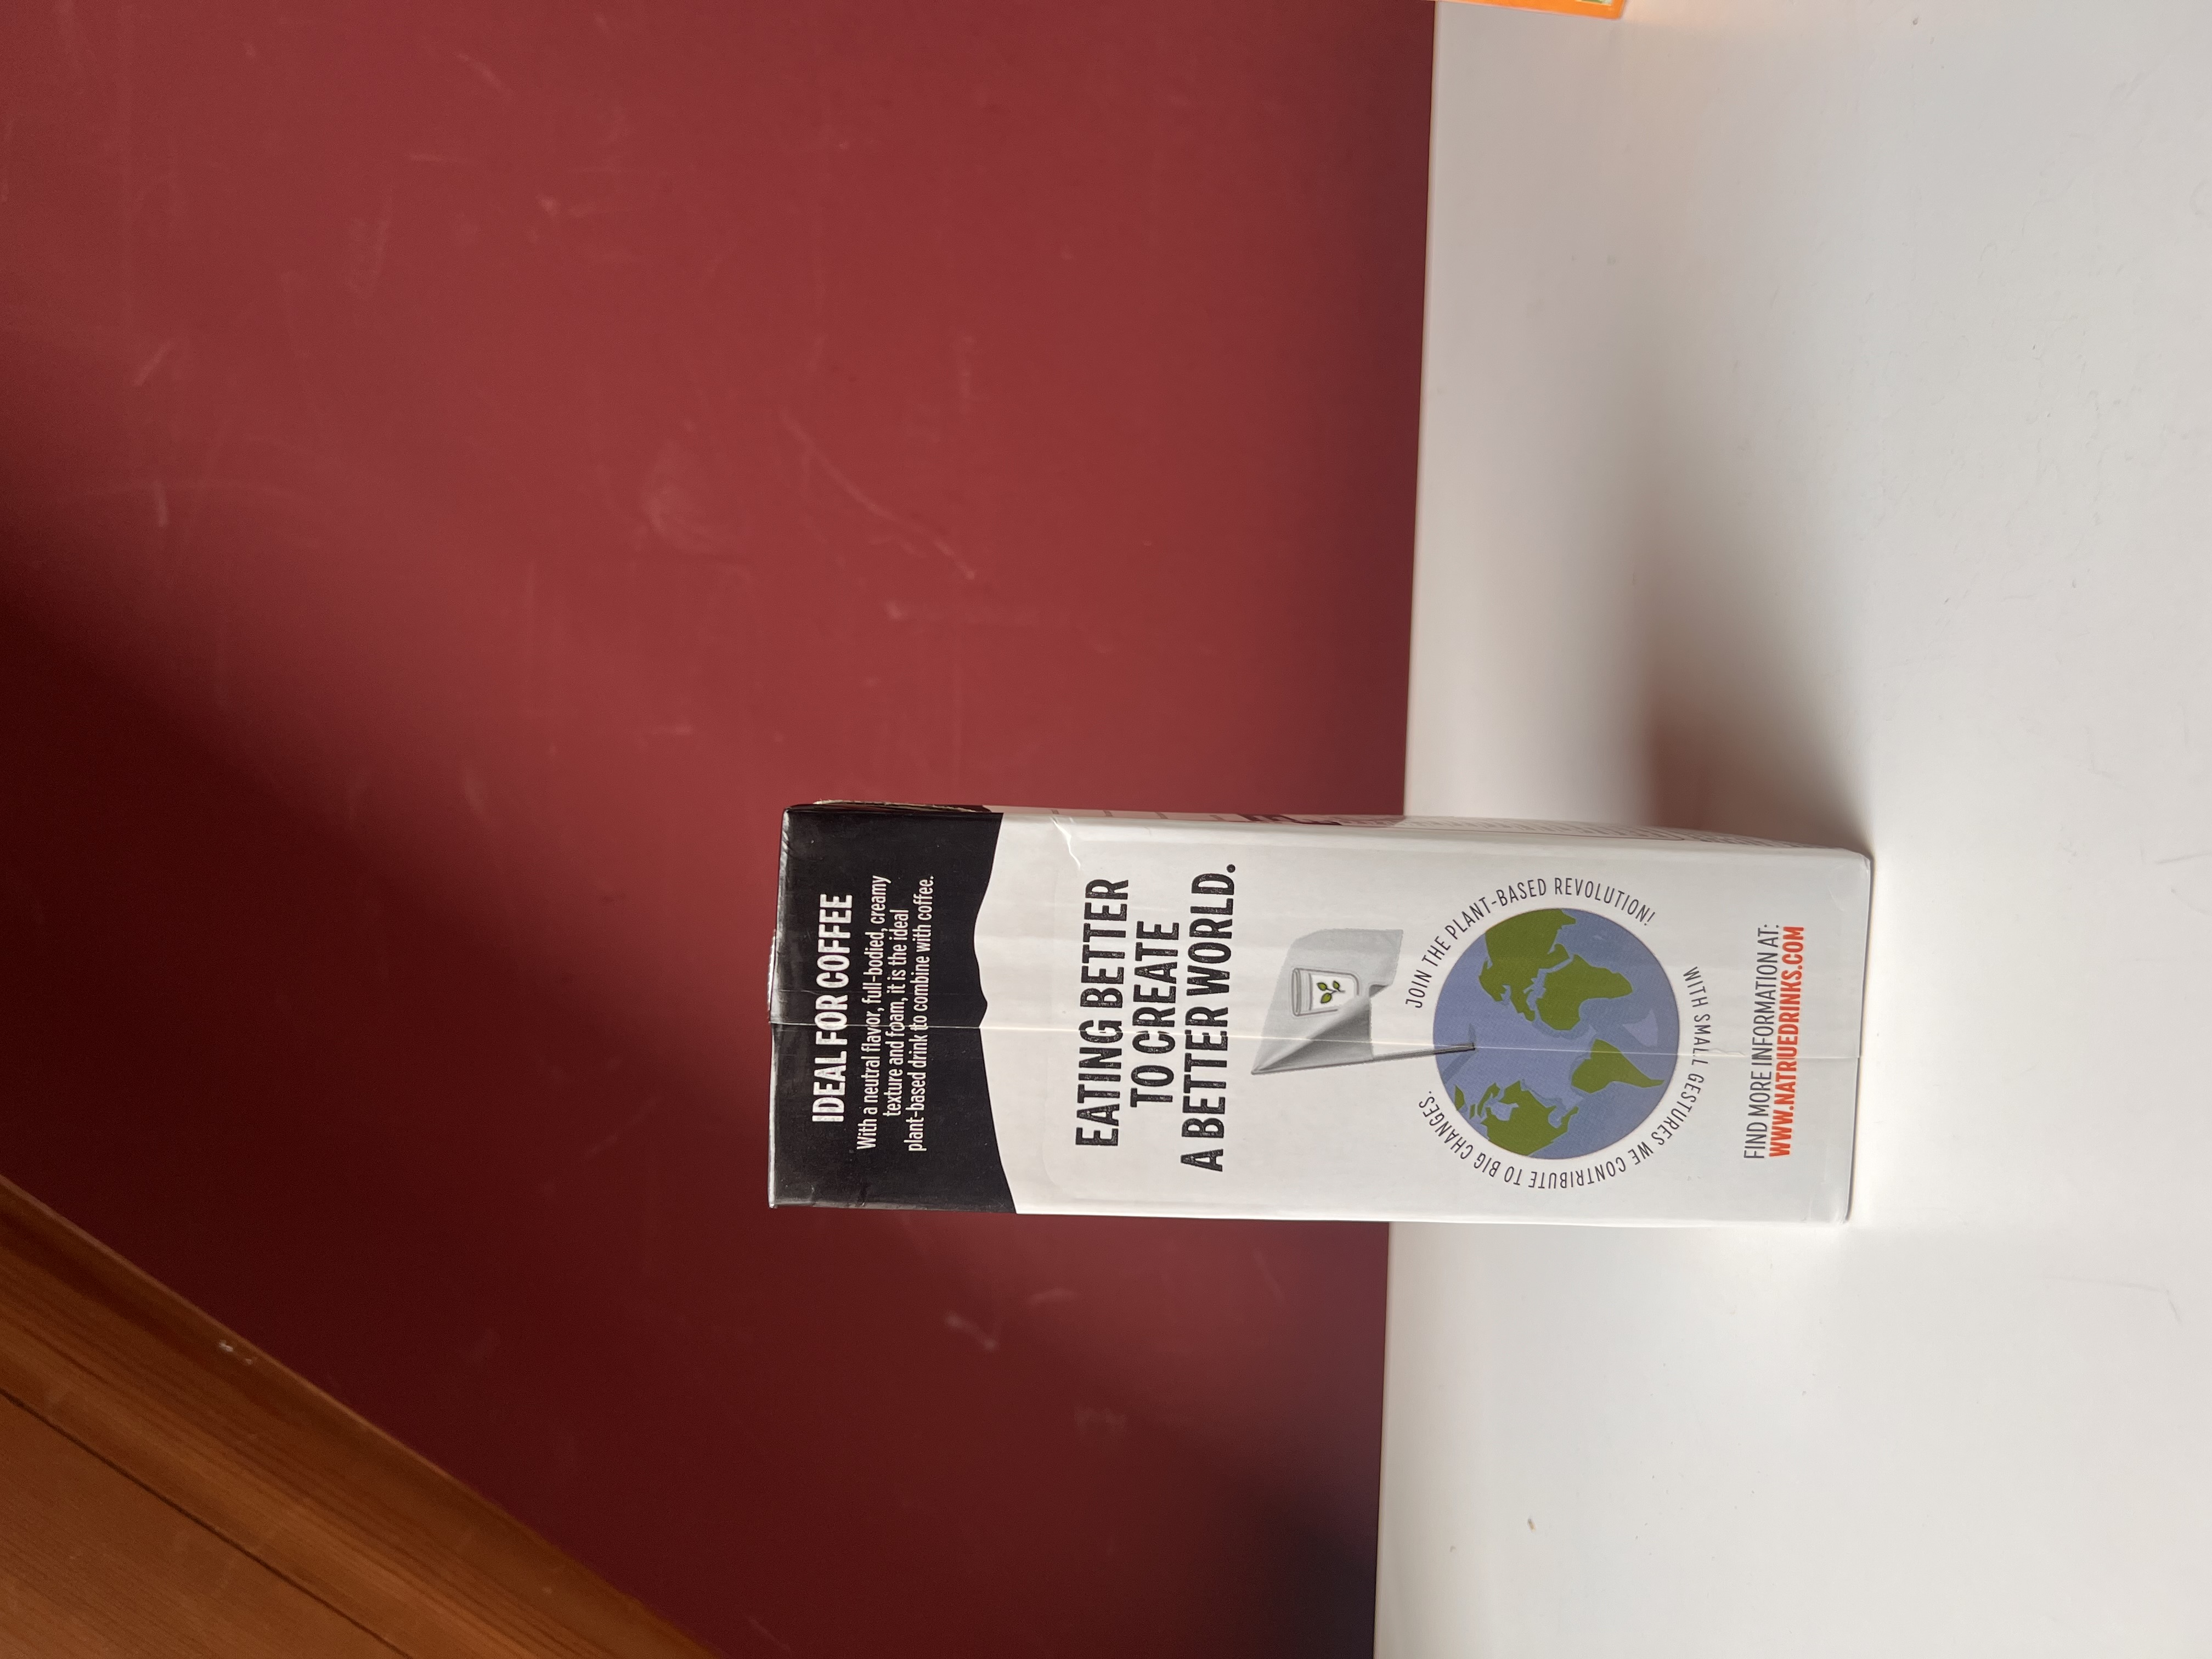 IDEAL FOR COFFEE
With a neutral flavor, full-bodied, creamy
texture and foam, it is the ideal
plant-based drink to combine with coffee.
EATING BETTER
TO CREATE
A BETTER WORLD.
JOIN THE PLANT-BASED REVOLUTION!
WITH SMALL GESTURES WE CONTRIBUTE TO BIG CHANGES.
FIND MORE INFORMATION AT:
WWW.NATRUEDRINKS.COM